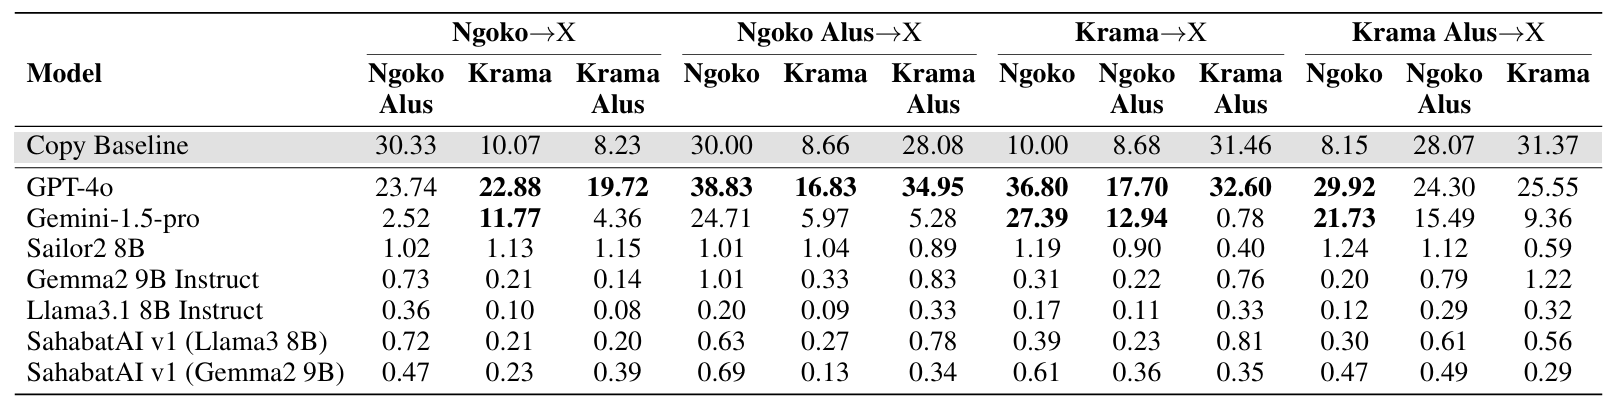 Ngoko→X Ngoko Alus→X Krama→X Krama Alus→X
Model Ngoko Alus Krama Krama Alus Ngoko Krama Krama Alus Ngoko Ngoko Alus Krama Alus Ngoko Ngoko Alus Krama
Copy Baseline 30.33 10.07 8.23 30.00 8.66 28.08 10.00 8.68 31.46 8.15 28.07 31.37
GPT-4o 23.74 22.88 19.72 38.83 16.83 34.95 36.80 17.70 32.60 29.92 24.30 25.55
Gemini-1.5-pro 2.52 11.77 4.36 24.71 5.97 5.28 27.39 12.94 0.78 21.73 15.49 9.36
Sailor2 8B 1.02 1.13 1.15 1.01 1.04 0.89 1.19 0.90 0.40 1.24 1.12 0.59
Gemma2 9B Instruct 0.73 0.21 0.14 1.01 0.33 0.83 0.31 0.22 0.76 0.20 0.79 1.22
Llama3.1 8B Instruct 0.36 0.10 0.08 0.20 0.09 0.33 0.17 0.11 0.33 0.12 0.29 0.32
SahabatAI v1 (Llama3 8B) 0.72 0.21 0.20 0.63 0.27 0.78 0.39 0.23 0.81 0.30 0.61 0.56
SahabatAI v1 (Gemma2 9B) 0.47 0.23 0.39 0.69 0.13 0.34 0.61 0.36 0.35 0.47 0.49 0.29